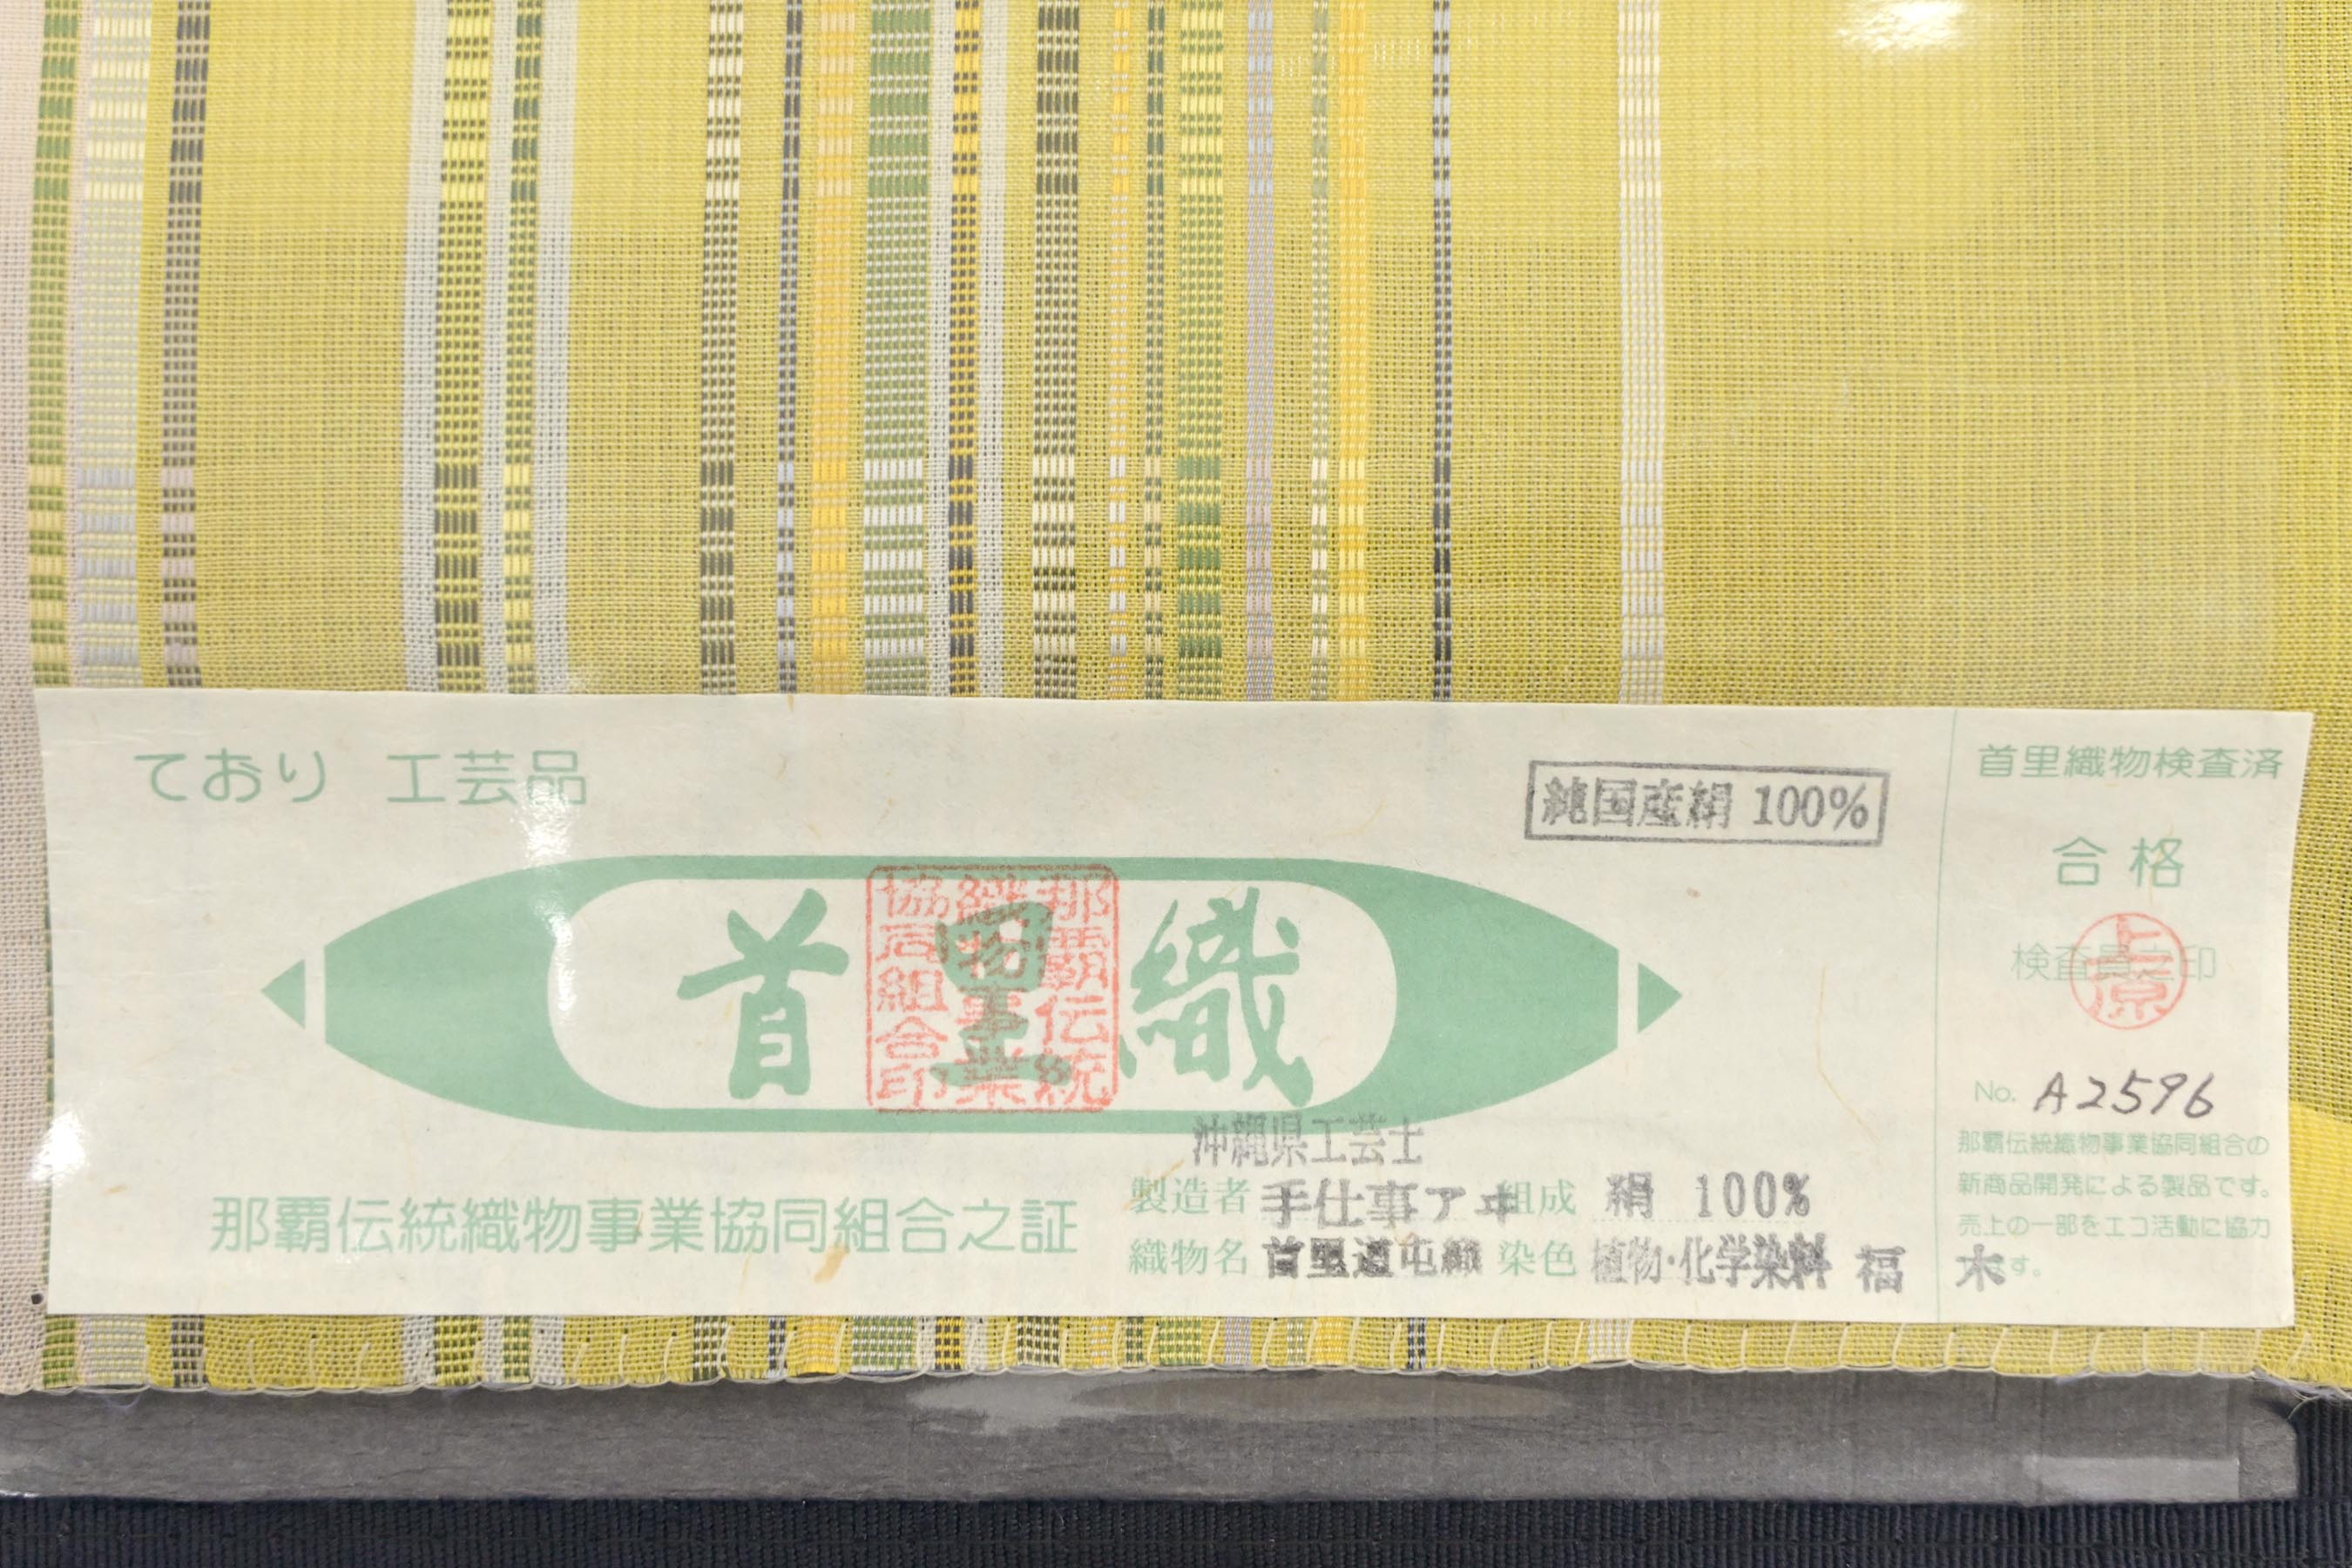 ており 工芸品
純国産絹 100%
首里織
那覇伝統
織物事業
協同組合印
沖縄県工芸士
那覇伝統織物事業協同組合之証
製造者 手仕事アヰ 組成 絹 100%
織物名 首里道屯織 染色 植物・化学染料 福木
首里織物検査済
合格
検査員之印
上原
No. A2596
那覇伝統織物事業協同組合の
新商品開発による製品です。
売上の一部をエコ活動に協力
す。